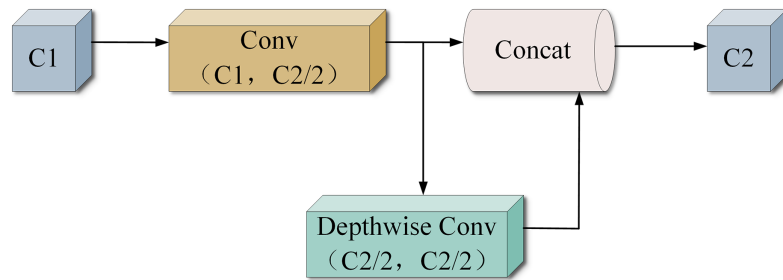 C1
Conv
（C1， C2/2）
Concat
C2
Depthwise Conv
（C2/2， C2/2）